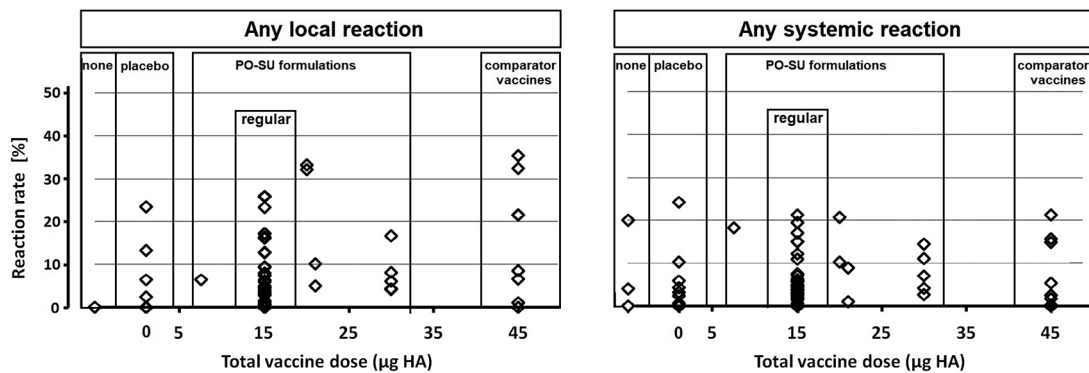 Any local reaction
none
placebo
PO-SU formulations
comparator
vaccines
regular
Reaction rate [%]
50
40
30
20
10
0
0 5 15 25 35 45
Total vaccine dose (µg HA)
Any systemic reaction
none
placebo
PO-SU formulations
comparator
vaccines
regular
0 5 15 25 35 45
Total vaccine dose (µg HA)